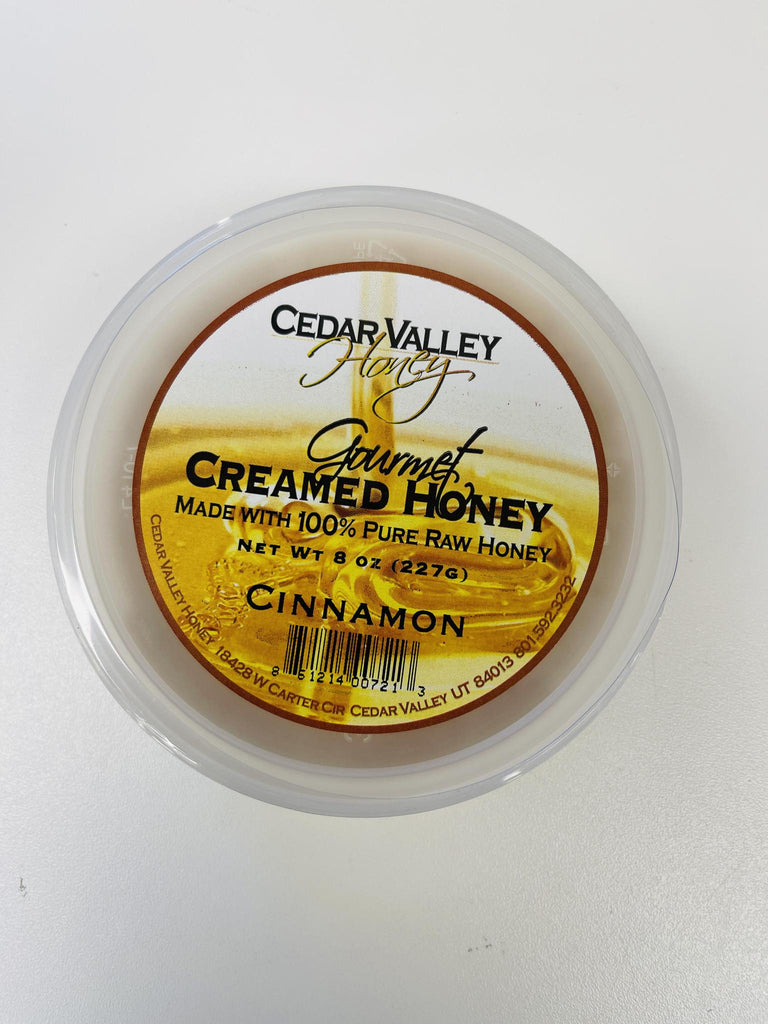 CEDAR VALLEY
Honey
Gourmet
CREAMED HONEY
MADE WITH 100% PURE RAW HONEY
NET WT 8 OZ (227G)
CINNAMON
8 61214 00721 3
CEDAR VALLEY HONEY 18428 W CARTER CIR CEDAR VALLEY UT 84013 801.592.3232